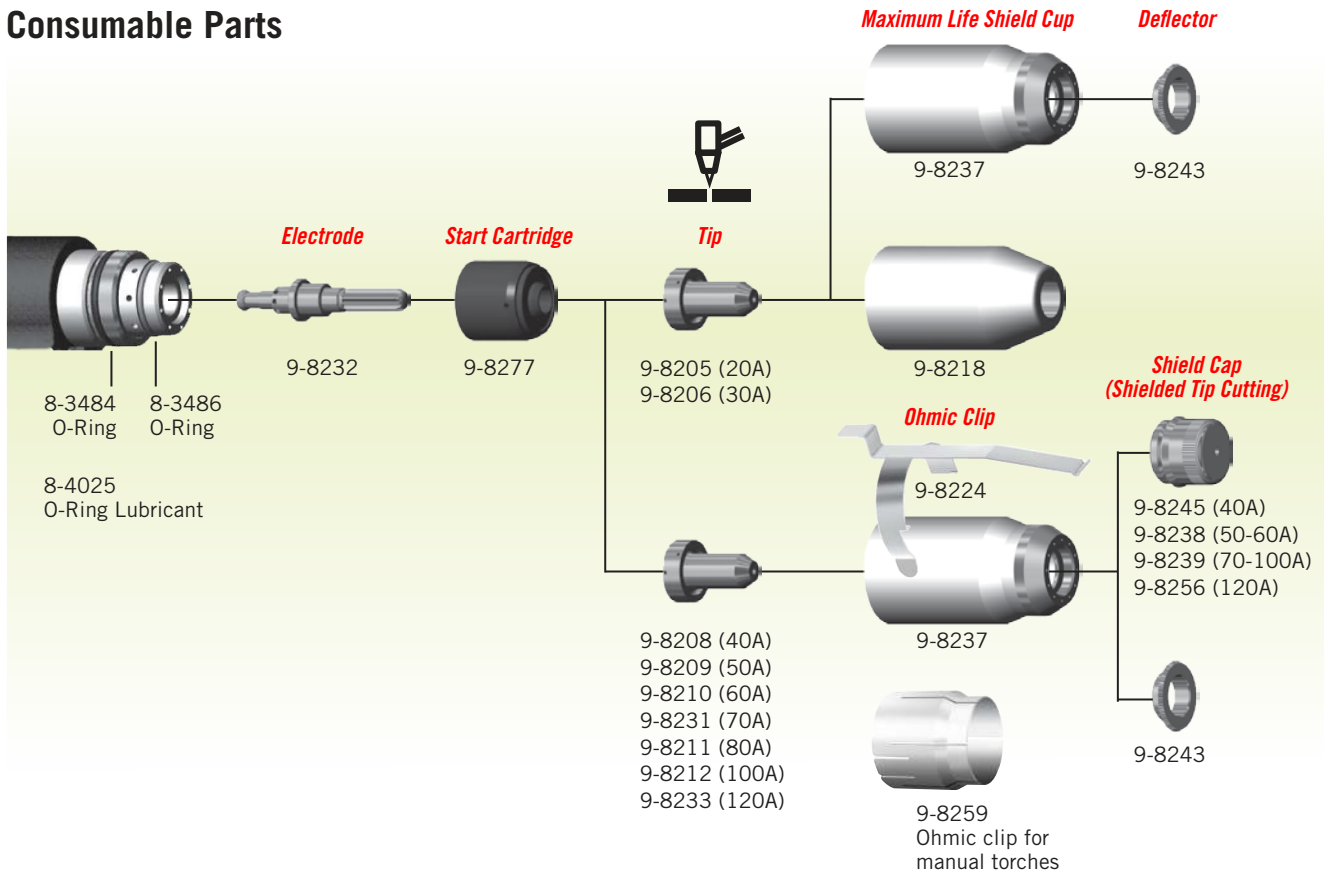 Consumable Parts
Maximum Life Shield Cup
Deflector
9-8237
9-8243
Electrode
Start Cartridge
Tip
9-8232
9-8277
9-8205 (20A)
9-8206 (30A)
9-8218
8-3484
O-Ring
8-3486
O-Ring
8-4025
O-Ring Lubricant
Ohmic Clip
9-8224
Shield Cap
(Shielded Tip Cutting)
9-8245 (40A)
9-8238 (50-60A)
9-8239 (70-100A)
9-8256 (120A)
9-8208 (40A)
9-8209 (50A)
9-8210 (60A)
9-8231 (70A)
9-8211 (80A)
9-8212 (100A)
9-8233 (120A)
9-8237
9-8243
9-8259
Ohmic clip for
manual torches